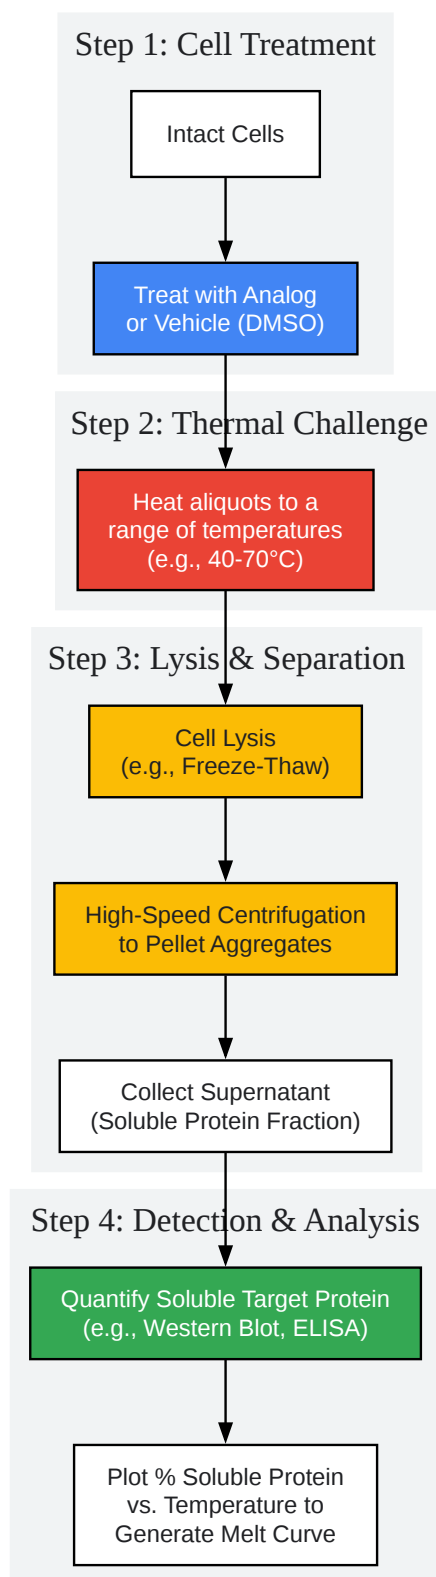 Step 1: Cell Treatment
Intact Cells
Treat with Analog
or Vehicle (DMSO)
Step 2: Thermal Challenge
Heat aliquots to a
range of temperatures
(e.g., 40-70°C)
Step 3: Lysis & Separation
Cell Lysis
(e.g., Freeze-Thaw)
High-Speed Centrifugation
to Pellet Aggregates
Collect Supernatant
(Soluble Protein Fraction)
Step 4: Detection & Analysis
Quantify Soluble Target Protein
(e.g., Western Blot, ELISA)
Plot % Soluble Protein
vs. Temperature to
Generate Melt Curve